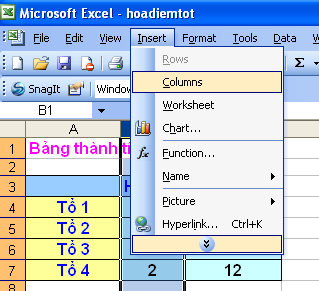 Microsoft Excel - hoadiemtot
File Edit View Insert Format Tools Data
Rows
Columns
Worksheet
Chart...
Function...
Name
Picture
Hyperlink... Ctrl+K
SnagIt Window
B1
A
1 Bảng thành
2
3
4 Tổ 1
5 Tổ 2
6 Tổ 3
7 Tổ 4 2 12